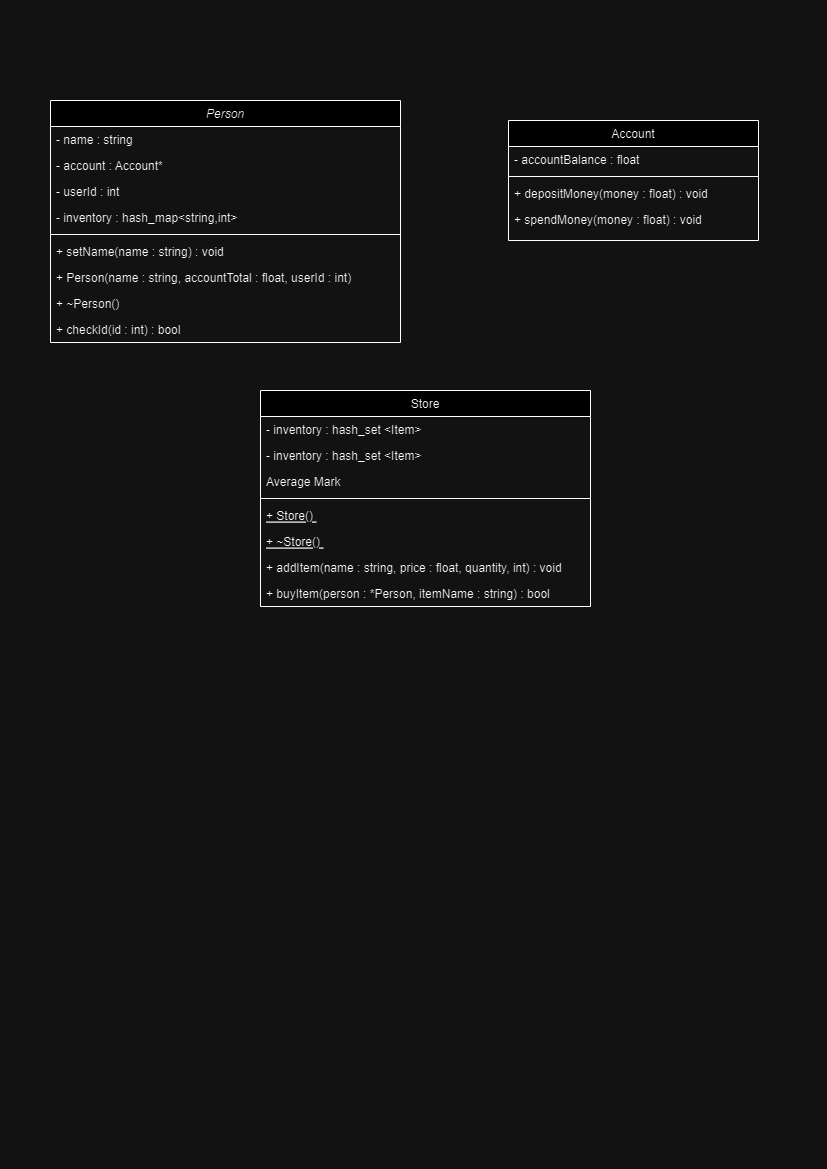 Person
- name : string
- account : Account*
- userId : int
- inventory : hash_map<string,int>
+ setName(name : string) : void
+ Person(name : string, accountTotal : float, userId : int)
+ ~Person()
+ checkId(id : int) : bool
Account
- accountBalance : float
+ depositMoney(money : float) : void
+ spendMoney(money : float) : void
Store
- inventory : hash_set <Item>
- inventory : hash_set <Item>
Average Mark
+ Store()
+ ~Store()
+ addItem(name : string, price : float, quantity, int) : void
+ buyItem(person : *Person, itemName : string) : bool